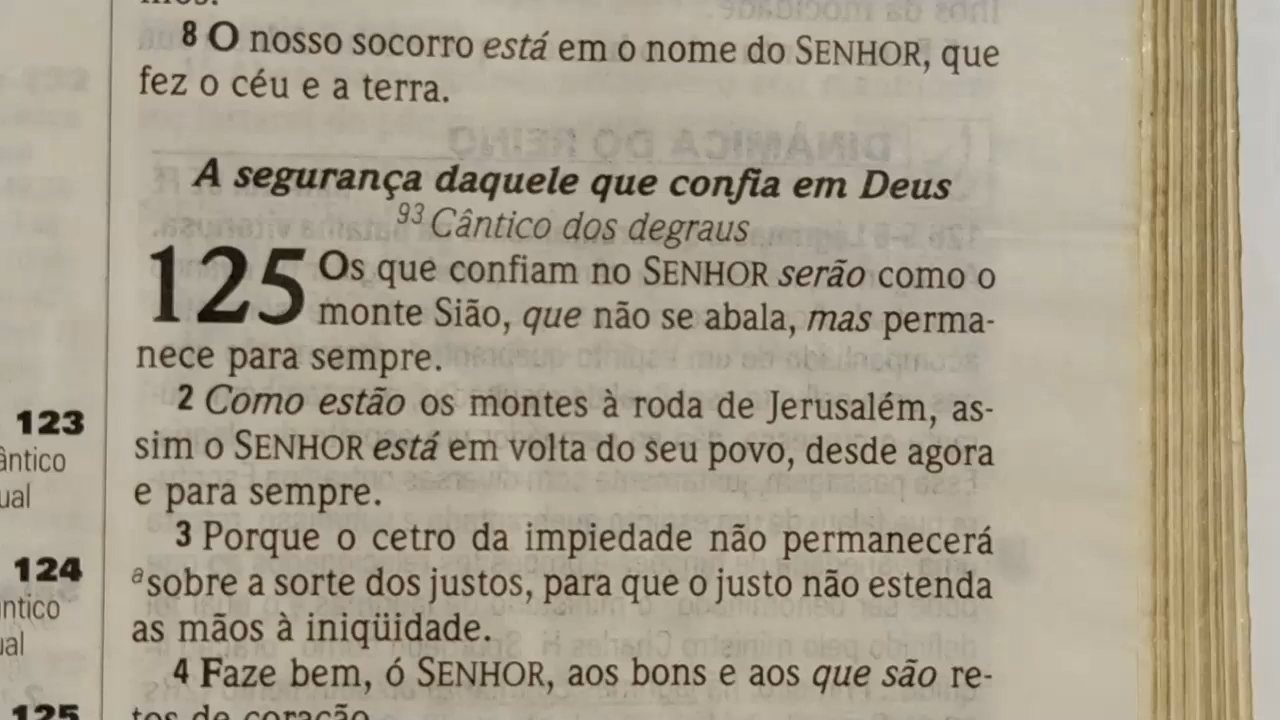 8 O nosso socorro está em o nome do SENHOR, que
fez o céu e a terra.
A segurança daquele que confia em Deus
93 Cântico dos degraus
125 Os que confiam no SENHOR serão como o
monte Sião, que não se abala, mas perma-
nece para sempre.
2 Como estão os montes à roda de Jerusalém, as-
sim o SENHOR está em volta do seu povo, desde agora
e para sempre.
3 Porque o cetro da impiedade não permanecerá
a sobre a sorte dos justos, para que o justo não estenda
as mãos à iniqüidade.
4 Faze bem, ó SENHOR, aos bons e aos que são re-
tos de coração.
123
ântico
ual
124
ântico
ual
125